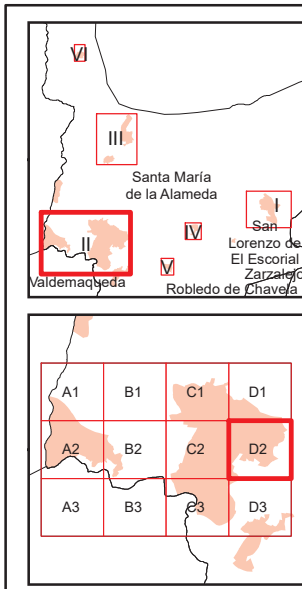 VI
III
Santa María
de la Alameda
I
San
Lorenzo de
El Escorial
Zarzalejo
II
IV
V
Valdemaqueda
Robledo de Chavela
A1 B1 C1 D1
A2 B2 C2 D2
A3 B3 C3 D3